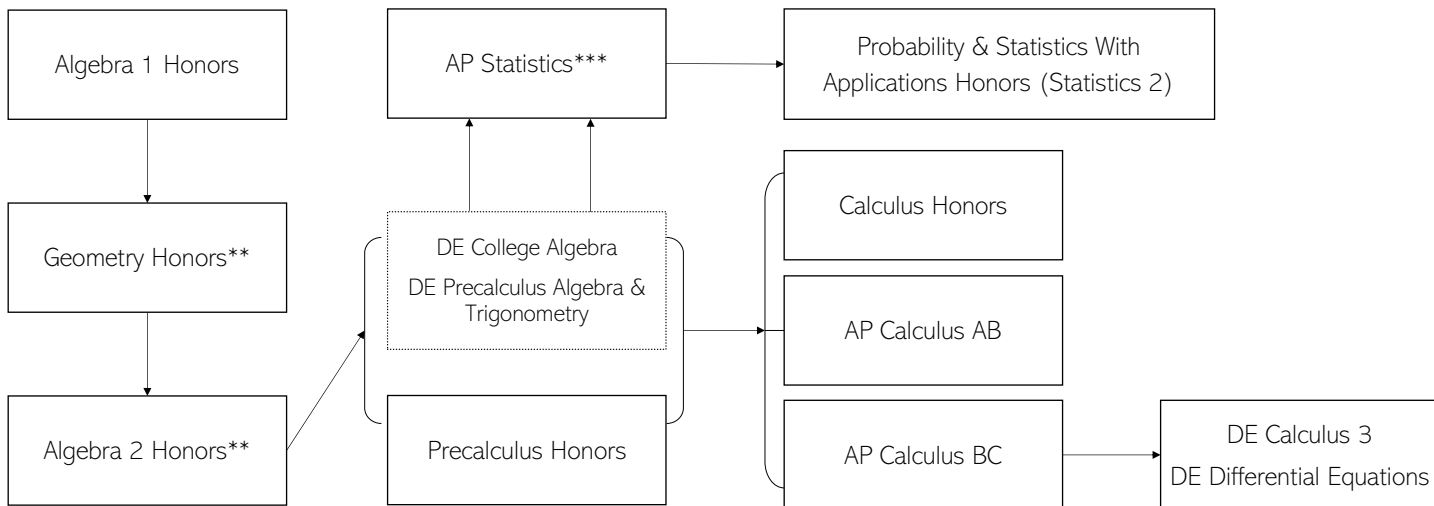 Algebra 1 Honors
AP Statistics***
Probability & Statistics With
Applications Honors (Statistics 2)
Geometry Honors**
DE College Algebra
DE Precalculus Algebra &
Trigonometry
Calculus Honors
AP Calculus AB
Algebra 2 Honors**
Precalculus Honors
AP Calculus BC
DE Calculus 3
DE Differential Equations